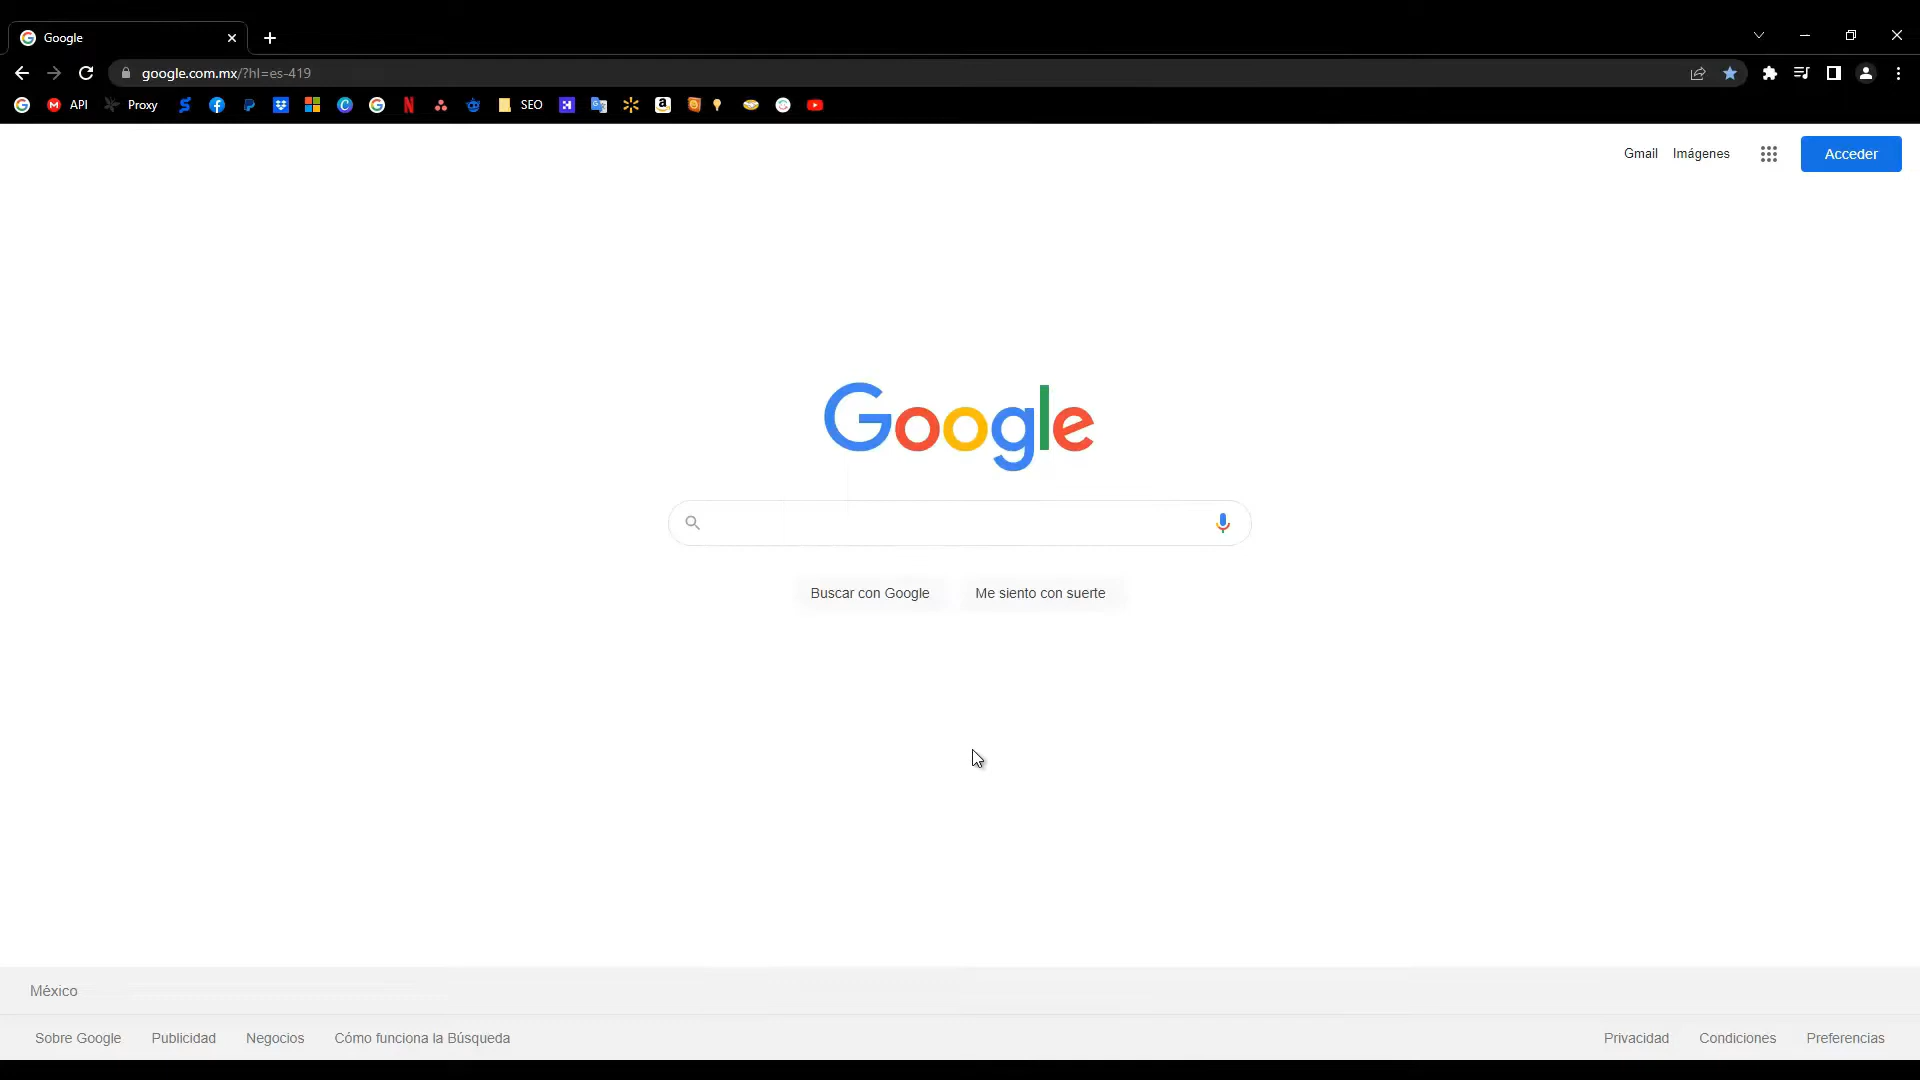 Google
google.com.mx/?hl=es-419
API
Proxy
SEO
Gmail
Imágenes
Acceder
Google
Buscar con Google
Me siento con suerte
México
Sobre Google
Publicidad
Negocios
Cómo funciona la Búsqueda
Privacidad
Condiciones
Preferencias